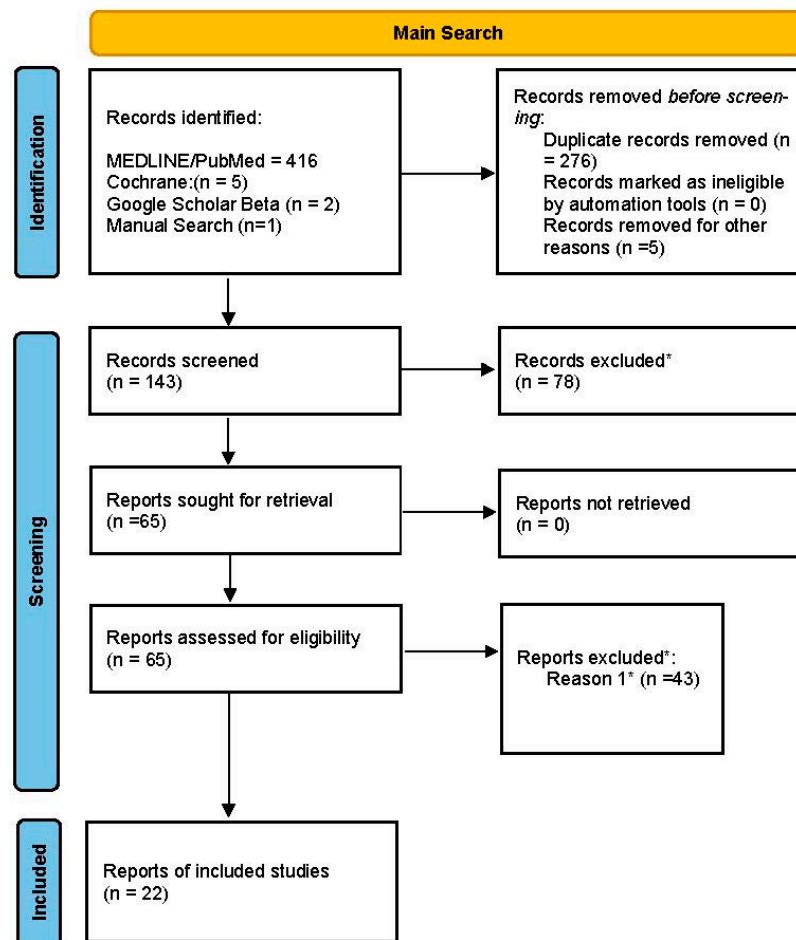 Main Search
Identification
Records identified:
MEDLINE/PubMed = 416
Cochrane:(n = 5)
Google Scholar Beta (n = 2)
Manual Search (n=1)
Records removed before screen-
ing:
Duplicate records removed (n
= 276)
Records marked as ineligible
by automation tools (n = 0)
Records removed for other
reasons (n =5)
Screening
Records screened
(n = 143)
Records excluded*
(n = 78)
Reports sought for retrieval
(n =65)
Reports not retrieved
(n = 0)
Reports assessed for eligibility
(n = 65)
Reports excluded*:
Reason 1* (n =43)
Included
Reports of included studies
(n = 22)